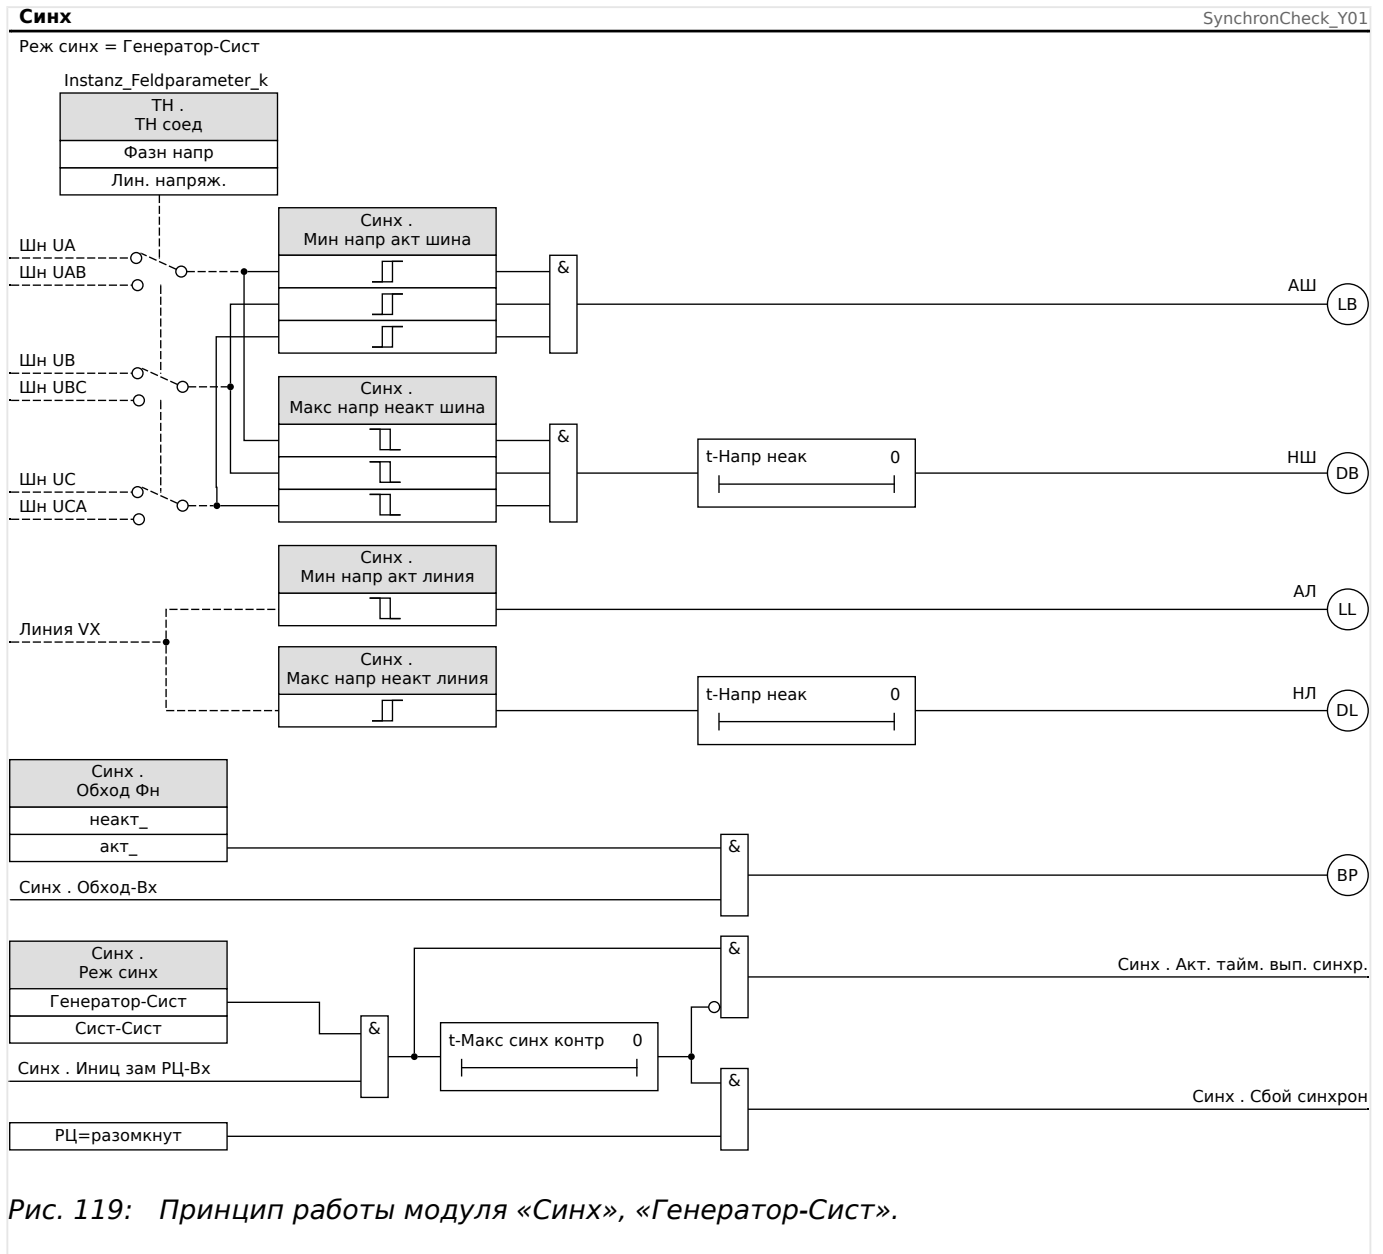 Синх
SynchronCheck_Y01
Реж синх = Генератор-Сист
Instanz_Feldparameter_k
ТН .
ТН соед
Фазн напр
Лин. напряж.
Синх .
Мин напр акт шина
Шн UA
Шн UAB
&
АШ
LB
Шн UB
Шн UBC
Синх .
Макс напр неакт шина
&
t-Напр неак 0
НШ
DB
Шн UC
Шн UCA
Синх .
Мин напр акт линия
АЛ
LL
Линия VX
Синх .
Макс напр неакт линия
t-Напр неак 0
НЛ
DL
Синх .
Обход Фн
неакт_
акт_
&
Синх . Обход-Вх
BP
Синх .
Реж синх
Генератор-Сист
Сист-Сист
&
Синх . Акт. тайм. вып. синхр.
&
t-Макс синх контр 0
Синх . Иниц зам РЦ-Вх
&
Синх . Сбой синхрон
РЦ=разомкнут
Рис. 119: Принцип работы модуля «Синх», «Генератор-Сист».